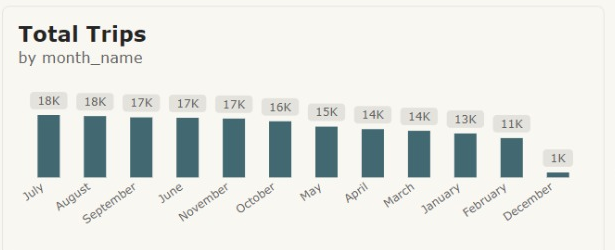 Total Trips
by month_name
18K 18K 17K 17K 17K 16K 15K 14K 14K 13K 11K 1K
July August September June November October May April March January February December